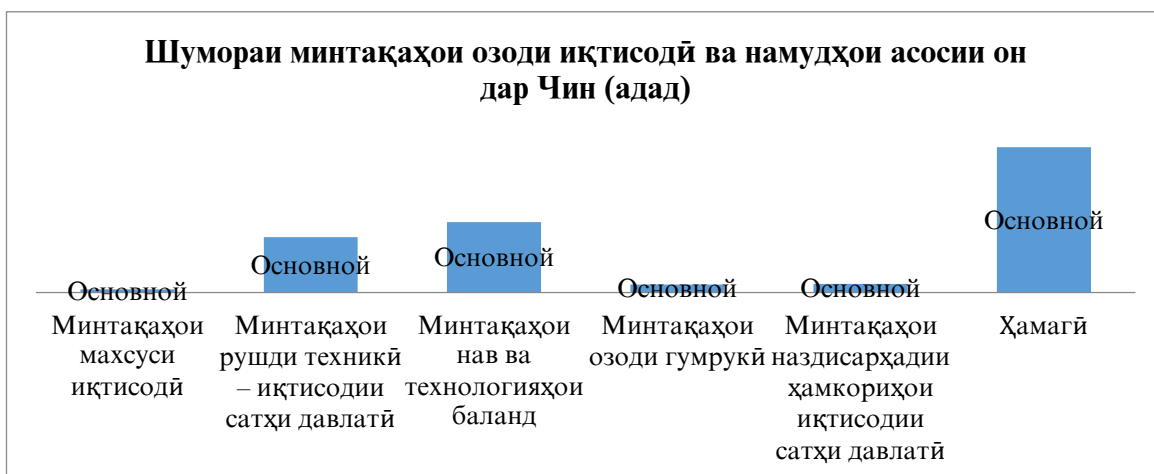 Шумораи минтақаҳои озоди иқтисодӣ ва намудҳои асосии он
дар Чин (адад)
Основной
Основной
Основной
Основной
Основной
Основной
Минтақаҳои
махсуси
иқтисодӣ
Минтақаҳои
рушди техникӣ
– иқтисодии
сатҳи давлатӣ
Минтақаҳои
нав ва
технологияҳои
баланд
Минтақаҳои
озоди гумрукӣ
Минтақаҳои
наздисарҳадии
ҳамкориҳои
иқтисодии
сатҳи давлатӣ
Ҳамагӣ